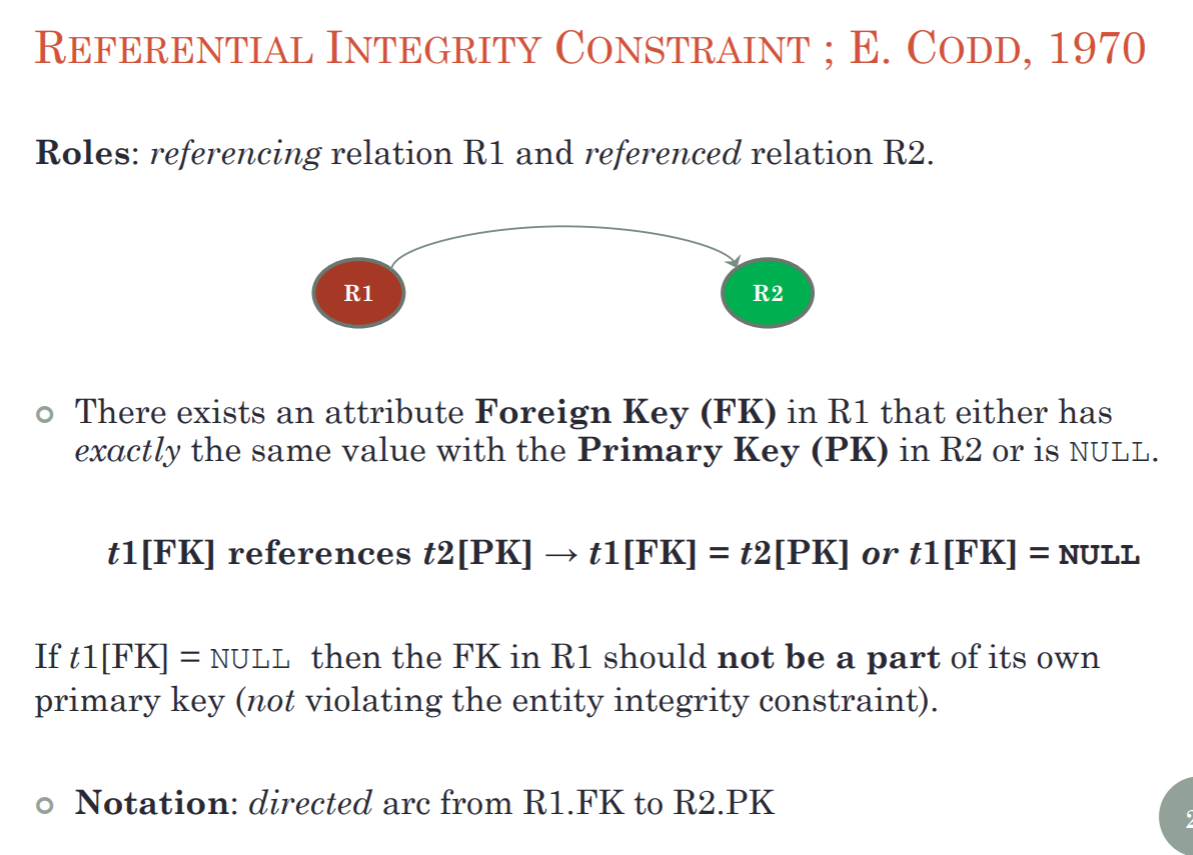 REFERENTIAL INTEGRITY CONSTRAINT ; E. CODD, 1970
Roles: referencing relation R1 and referenced relation R2.
R1
R2
There exists an attribute Foreign Key (FK) in R1 that either has
exactly the same value with the Primary Key (PK) in R2 or is NULL.
t1[FK] references t2[PK] → t1[FK] = t2[PK] or t1[FK] = NULL
If t1[FK] = NULL then the FK in R1 should not be a part of its own
primary key (not violating the entity integrity constraint).
Notation: directed arc from R1.FK to R2.PK